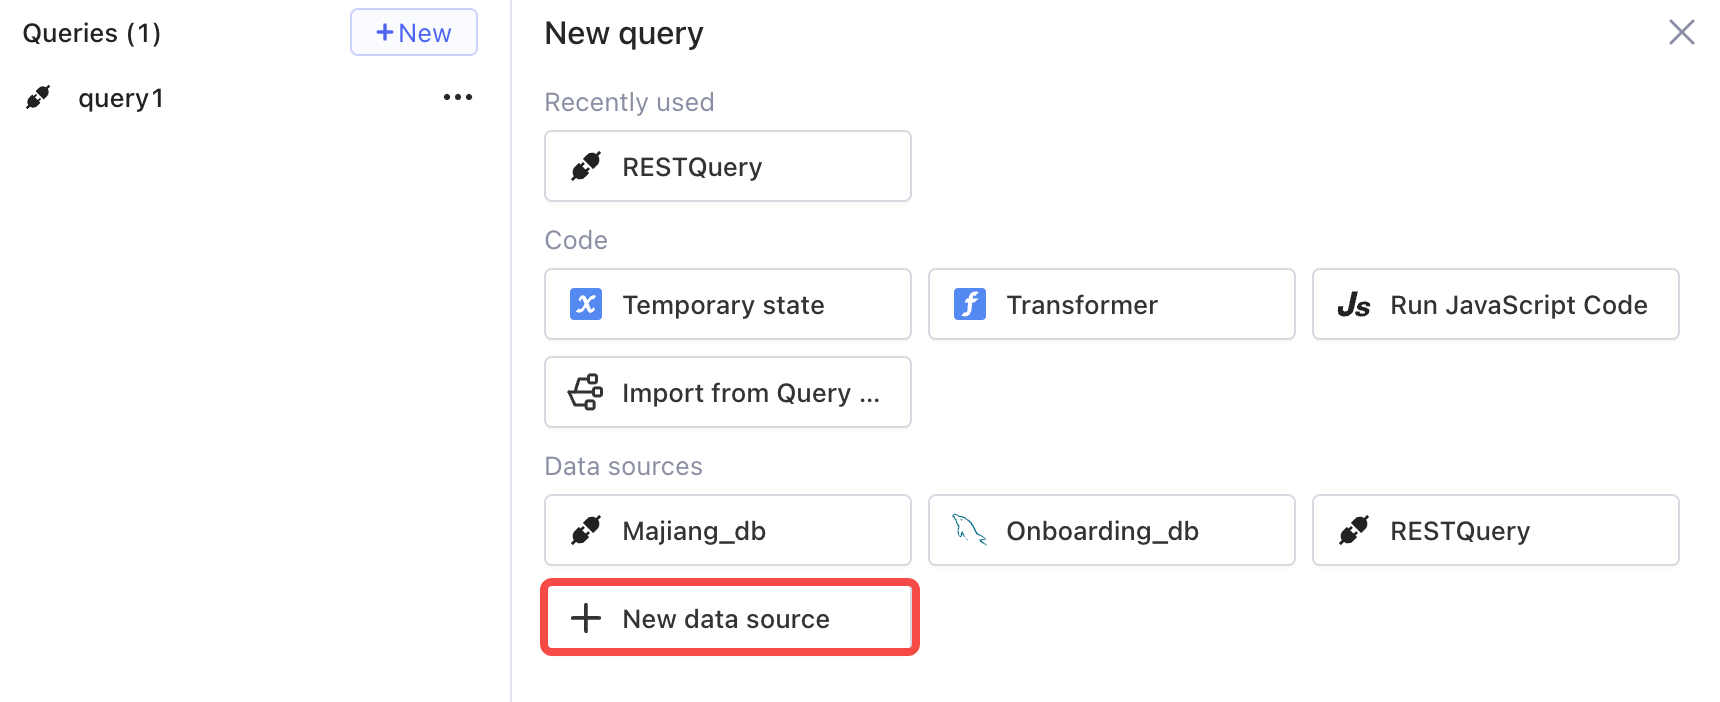 Queries (1)
+ New
query1
New query
Recently used
RESTQuery
Code
Temporary state
Transformer
Js Run JavaScript Code
Import from Query ...
Data sources
Majiang_db
Onboarding_db
RESTQuery
New data source